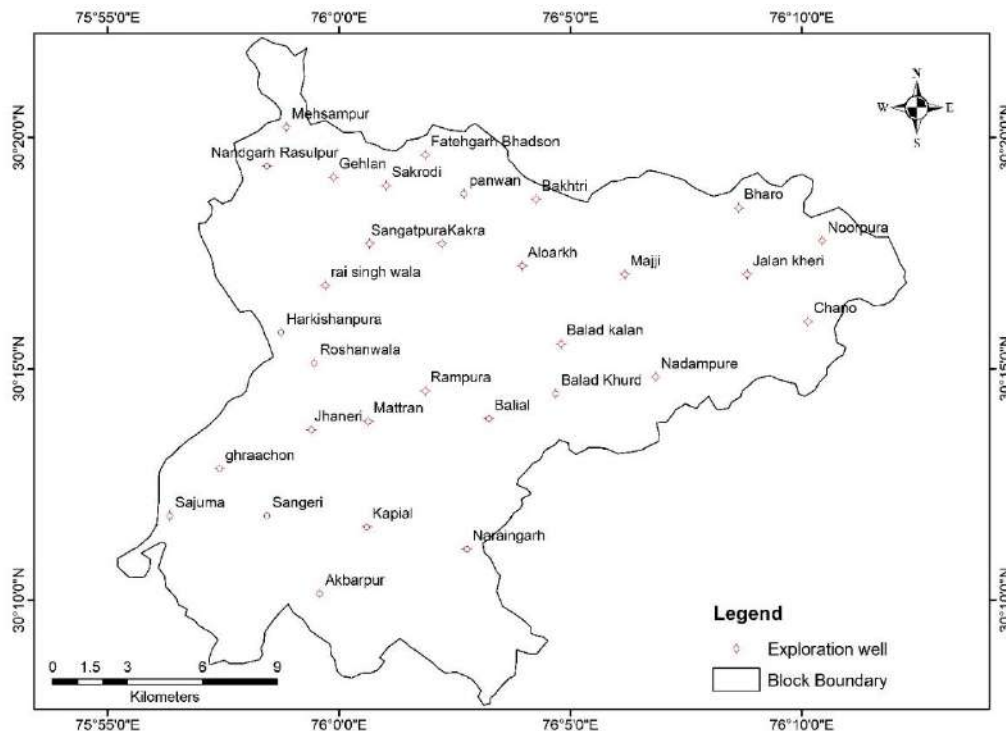 75°55'0"E 76°0'0"E 76°5'0"E 76°10'0"E
N
W E
S
30°20'0"N
30°20'0"N
Mehsampur
Nandgarh Rasulpur
Gehlan
Sakrodi
Fatehgarh Bhadson
panwan
Bakhtri
Bharo
Noorpura
Sangatpura
Kakra
Aloarkh
Majji
Jalan kheri
rai singh wala
Chano
Harkishanpura
Roshanwala
Balad kalan
30°15'0"N
30°15'0"N
Rampura
Balad Khurd
Nadampure
Jhaneri
Mattran
Balial
ghraachon
Sajuma
Sangeri
Kapial
Naraingarh
Akbarpur
30°10'0"N
30°10'0"N
Legend
Exploration well
Block Boundary
0 1.5 3 6 9
Kilometers
75°55'0"E 76°0'0"E 76°5'0"E 76°10'0"E